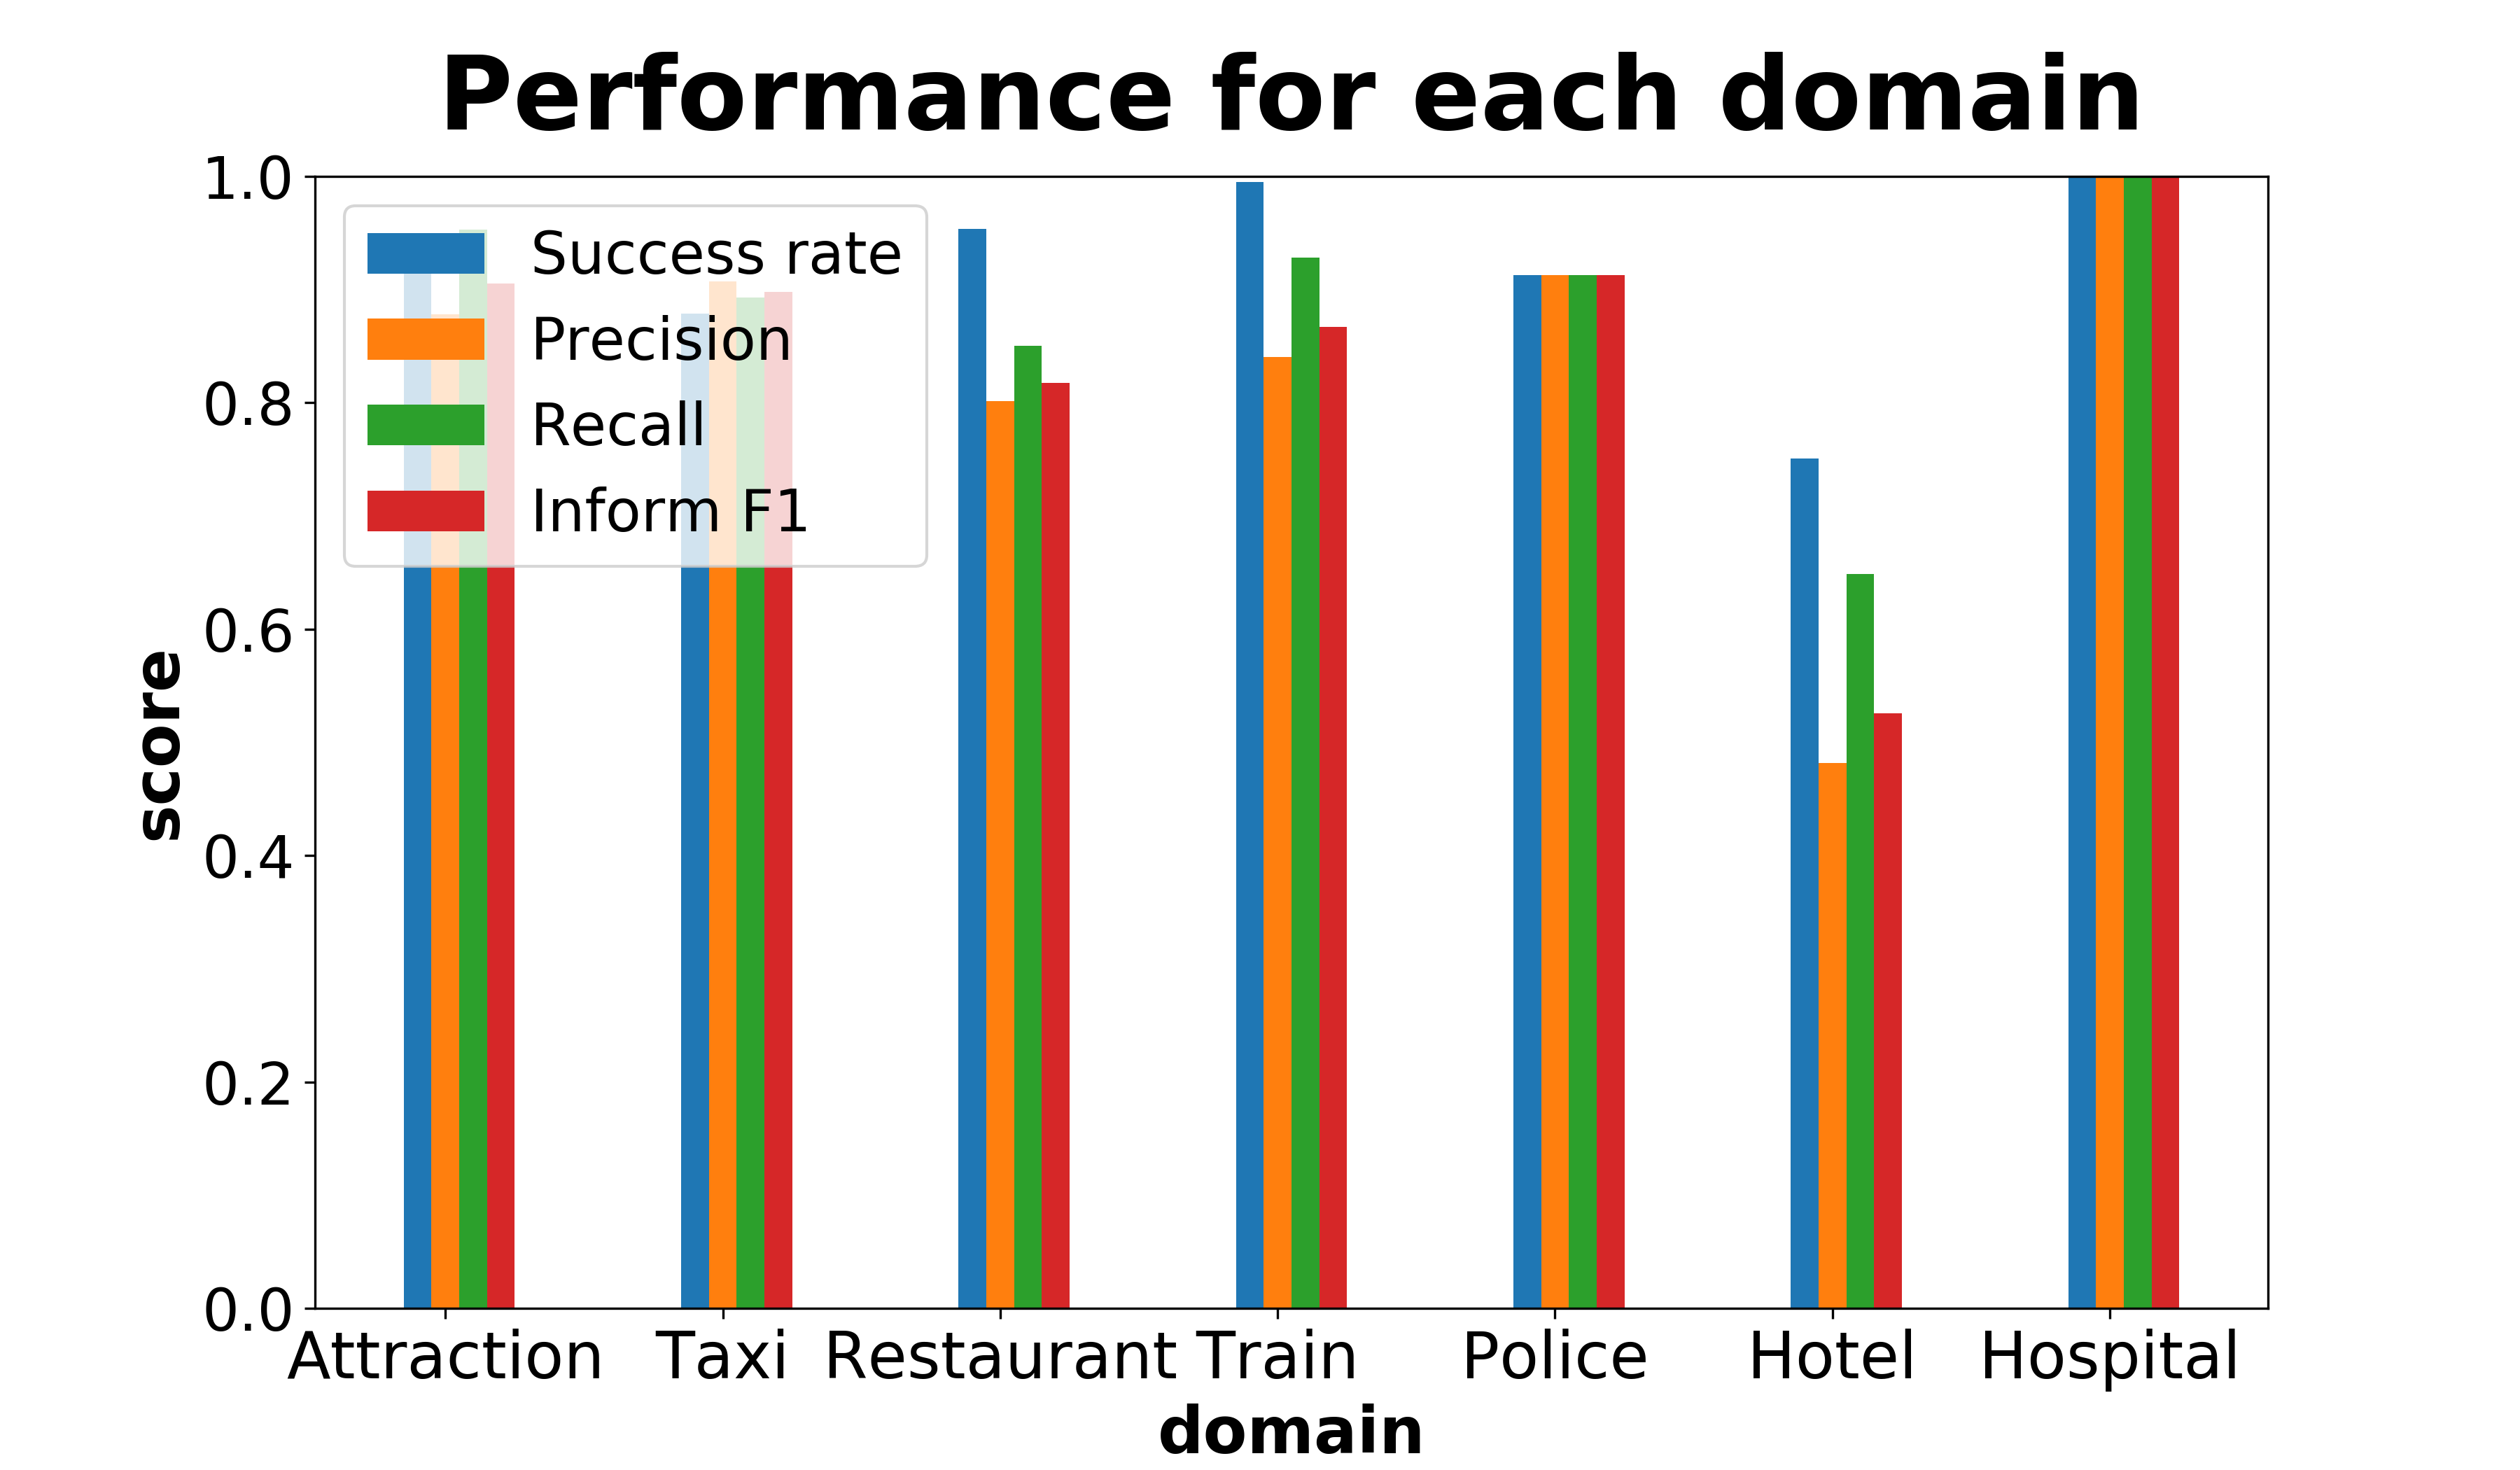 Performance for each domain
1.0
0.8
0.6
0.4
0.2
0.0
score
Success rate
Precision
Recall
Inform F1
Attraction Taxi Restaurant Train Police Hotel Hospital
domain